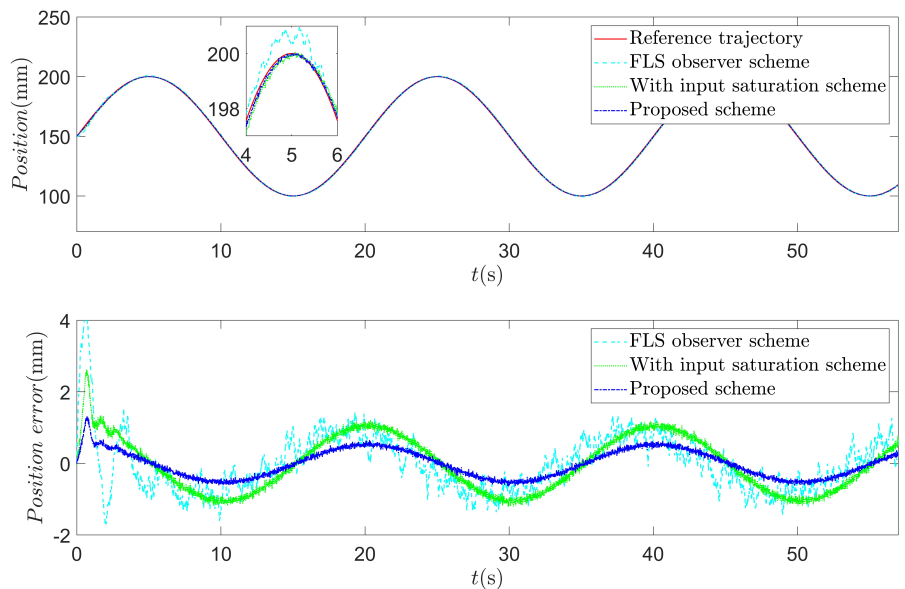 250
200
150
100
Position(mm)
200
198
4 5 6
Reference trajectory
FLS observer scheme
With input saturation scheme
Proposed scheme
0 10 20 30 40 50
t(s)
4
2
0
-2
Position error(mm)
FLS observer scheme
With input saturation scheme
Proposed scheme
0 10 20 30 40 50
t(s)